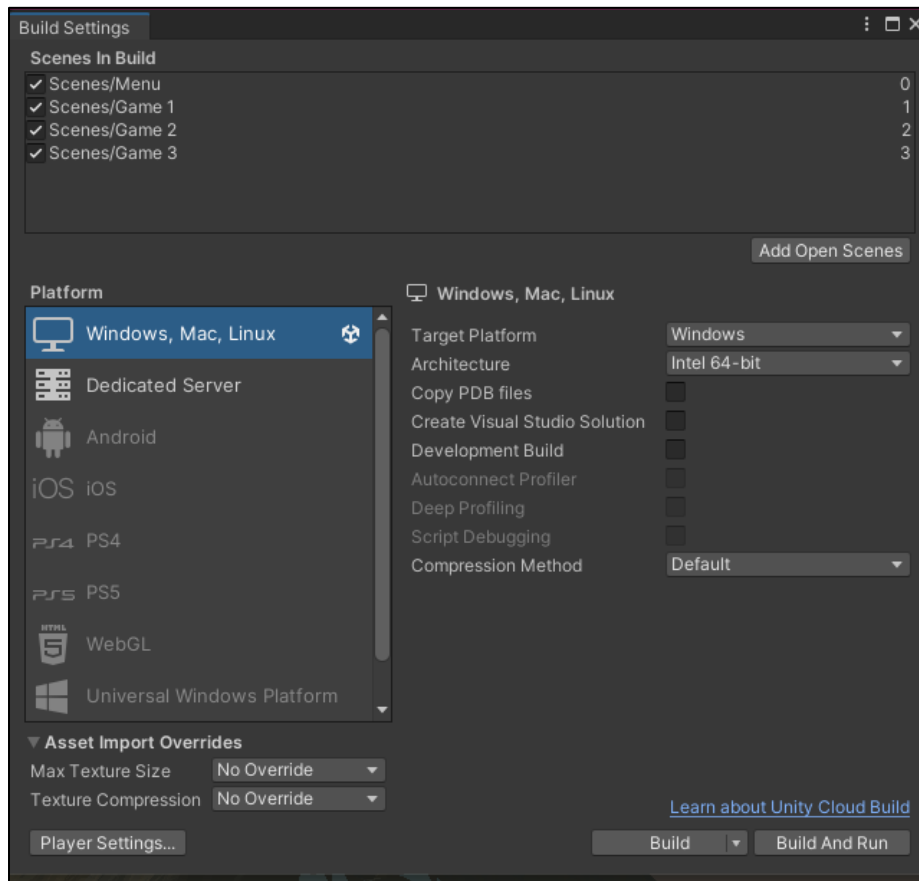 Build Settings
Scenes In Build
Scenes/Menu 0
Scenes/Game 1 1
Scenes/Game 2 2
Scenes/Game 3 3
Add Open Scenes
Platform
Windows, Mac, Linux
Dedicated Server
Android
iOS iOS
PS4 PS4
PS5 PS5
HTML
5 WebGL
Universal Windows Platform
Windows, Mac, Linux
Target Platform Windows
Architecture Intel 64-bit
Copy PDB files
Create Visual Studio Solution
Development Build
Autoconnect Profiler
Deep Profiling
Script Debugging
Compression Method Default
Asset Import Overrides
Max Texture Size No Override
Texture Compression No Override
Learn about Unity Cloud Build
Player Settings... Build Build And Run